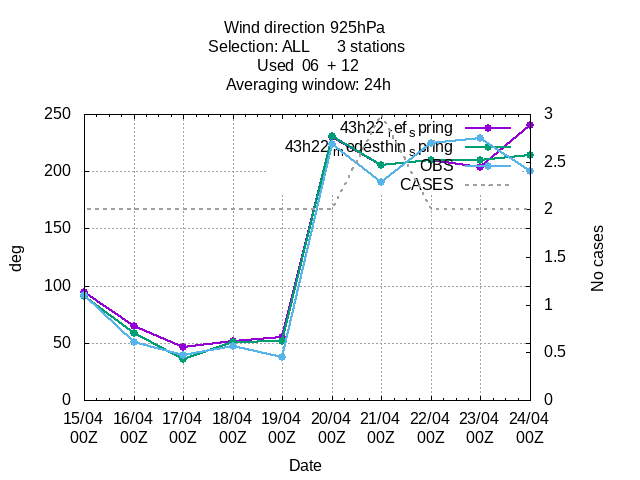 Wind direction 925hPa
Selection: ALL      3 stations
Used  06  + 12
Averaging window: 24h
250
200
150
100
50
0
3
2.5
2
1.5
1
0.5
0
deg
No cases
43h22_ref_spring
43h22_modesthin_spring
OBS
CASES
15/04 16/04 17/04 18/04 19/04 20/04 21/04 22/04 23/04 24/04
00Z 00Z 00Z 00Z 00Z 00Z 00Z 00Z 00Z 00Z
Date